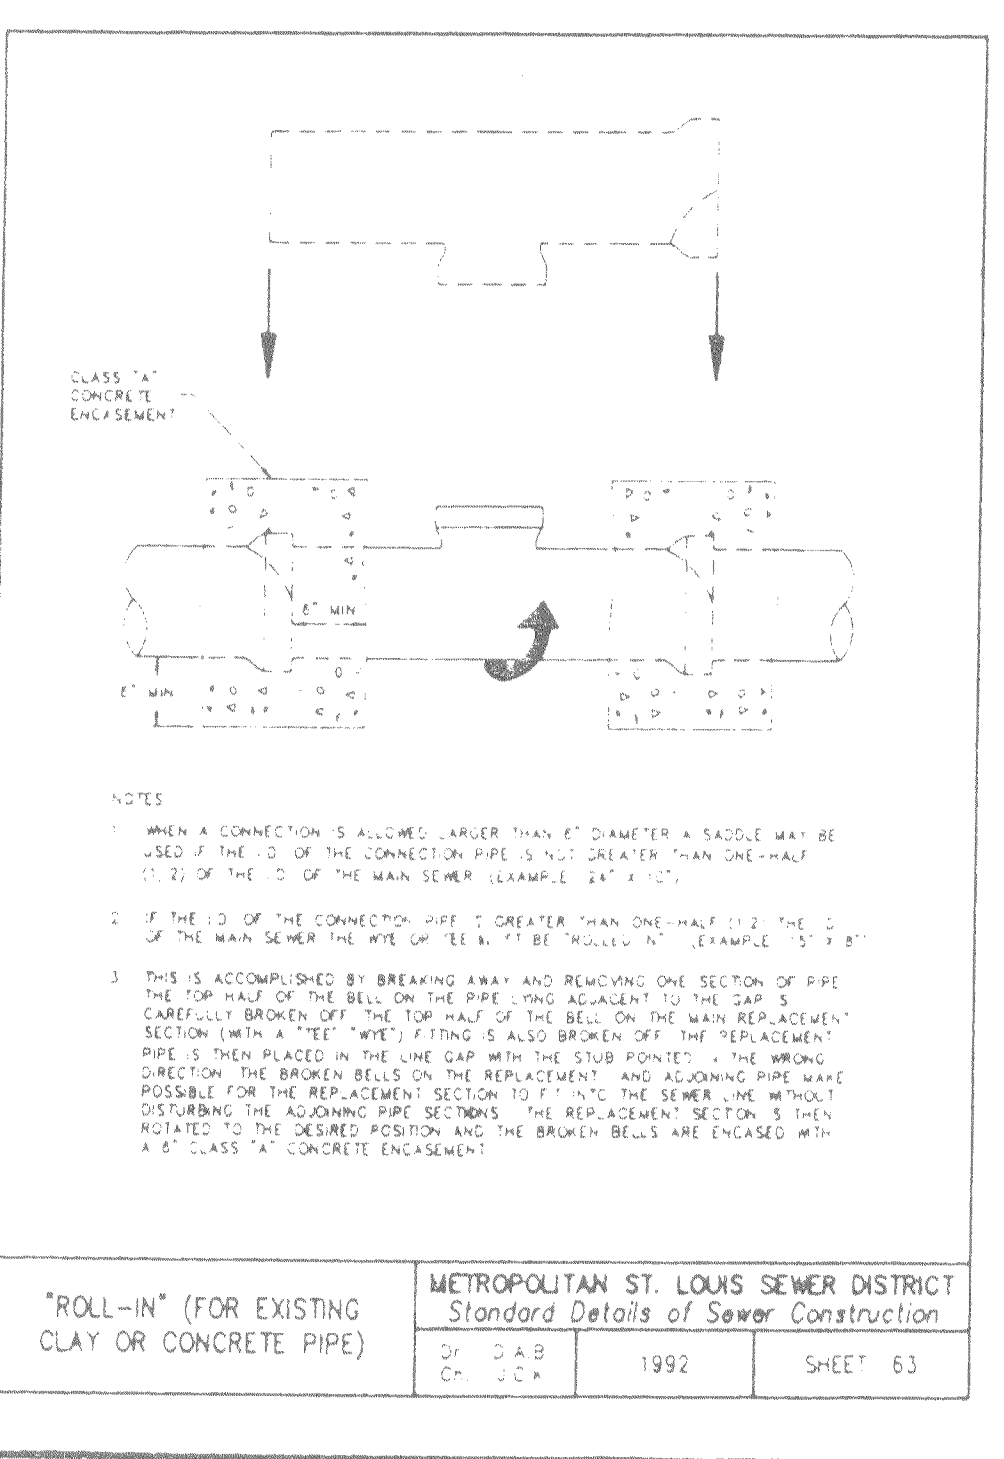 CLASS "A"
CONCRETE
ENCASEMENT
6" MIN
6" MIN
NOTES
1 WHEN A CONNECTION IS ALLOWED LARGER THAN 6" DIAMETER A SADDLE MAY BE
USED IF THE I.D. OF THE CONNECTION PIPE IS NOT GREATER THAN ONE-HALF
(1/2) OF THE I.D. OF THE MAIN SEWER (EXAMPLE 24" X
2 IF THE I.D. OF THE CONNECTION PIPE IS GREATER THAN ONE-HALF (1/2) THE I.D.
OF THE MAIN SEWER THE WYE OR TEE MUST BE "ROLLED IN" (EXAMPLE 15" X 8")
3 THIS IS ACCOMPLISHED BY BREAKING AWAY AND REMOVING ONE SECTION OF PIPE
THE TOP HALF OF THE BELL ON THE PIPE LYING ADJACENT TO THE GAP IS
CAREFULLY BROKEN OFF THE TOP HALF OF THE BELL ON THE MAIN REPLACEMENT
SECTION (WITH A "TEE" "WYE") FITTING IS ALSO BROKEN OFF THE REPLACEMENT
PIPE IS THEN PLACED IN THE LINE GAP WITH THE STUB POINTED IN THE WRONG
DIRECTION THE BROKEN BELLS ON THE REPLACEMENT AND ADJOINING PIPE MAKE
POSSIBLE FOR THE REPLACEMENT SECTION TO FIT INTO THE SEWER LINE WITHOUT
DISTURBING THE ADJOINING PIPE SECTIONS THE REPLACEMENT SECTION IS THEN
ROTATED TO THE DESIRED POSITION AND THE BROKEN BELLS ARE ENCASED WITH
A 6" CLASS "A" CONCRETE ENCASEMENT
"ROLL-IN" (FOR EXISTING
CLAY OR CONCRETE PIPE)
METROPOLITAN ST. LOUIS SEWER DISTRICT
Standard Details of Sewer Construction
Dr. D.A.B
Ch.
1992
SHEET 63